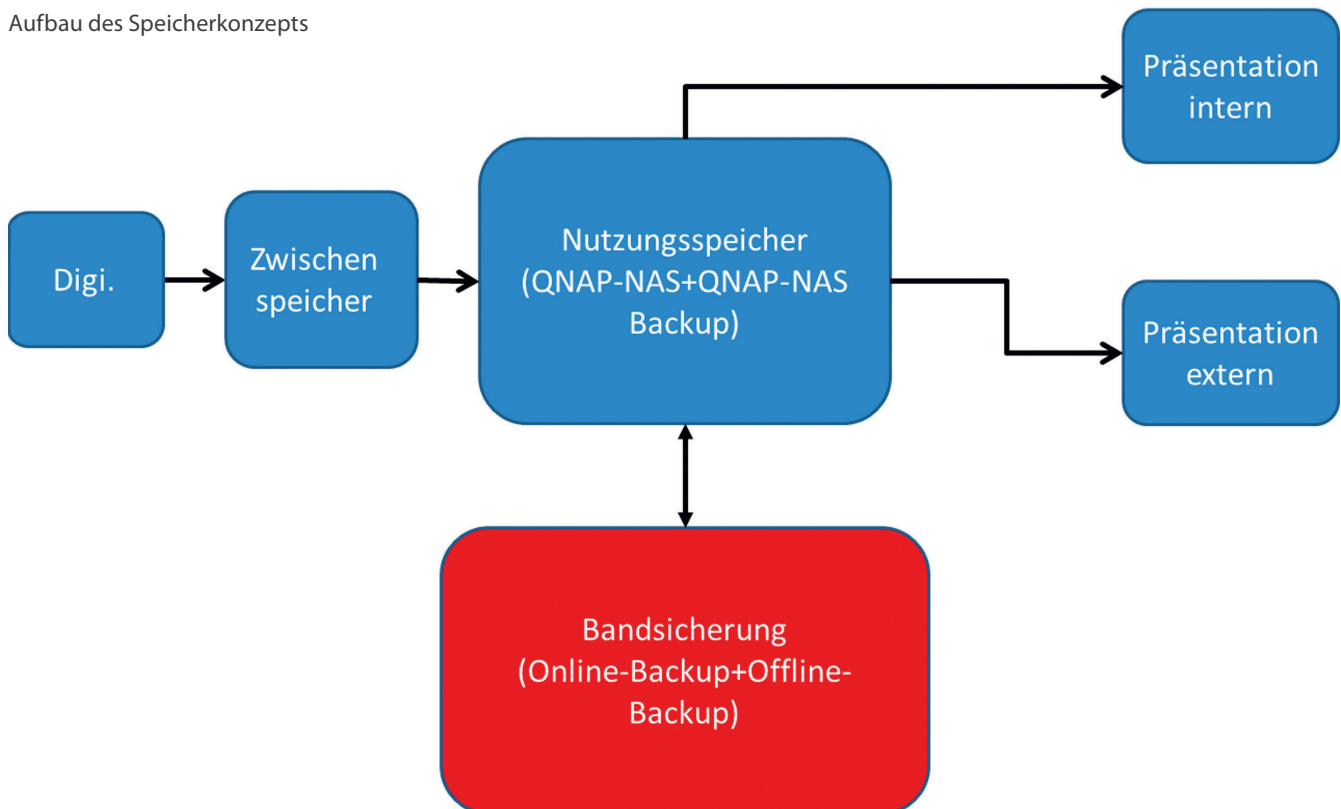 Aufbau des Speicherkonzepts
Präsentation
intern
Nutzungsspeicher
(QNAP-NAS+QNAP-NAS
Backup)
Digi.
Zwischen
speicher
Präsentation
extern
Bandsicherung
(Online-Backup+Offline-
Backup)